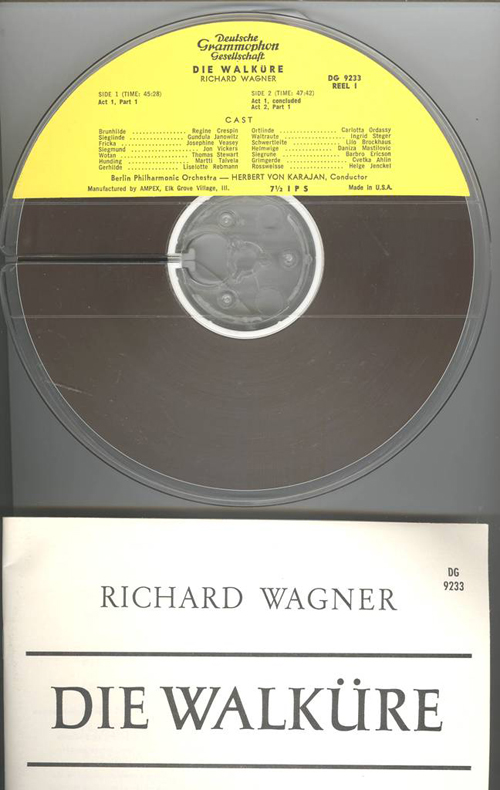 Deutsche
Grammophon
Gesellschaft
DIE WALKÜRE
RICHARD WAGNER
DG 9233
REEL 1
SIDE 1 (TIME: 45:28)
Act 1, Part 1
SIDE 2 (TIME: 47:42)
Act 1, concluded
Act 2, Part 1
CAST
Brunhilde .............. Regine Crespin
Sieglinde .............. Gundula Janowitz
Fricka .............. Josephine Veasey
Siegmund .............. Jon Vickers
Wotan .............. Thomas Stewart
Hunding .............. Martti Talvela
Gerhilde .............. Liselotte Rebmann
Ortlinde .............. Carlotta Ordassy
Waltraute .............. Ingrid Steger
Schwertleite .............. Lilo Brockhaus
Helmwige .............. Daniza Mastilovic
Siegrune .............. Barbro Ericson
Grimgerde .............. Cvetka Ahlin
Rossweisse .............. Helga Jenckel
Berlin Philharmonic Orchestra — HERBERT VON KARAJAN, Conductor
Manufactured by AMPEX, Elk Grove Village, Ill. 7½ IPS Made in U.S.A.
DG
9233
RICHARD WAGNER
DIE WALKÜRE